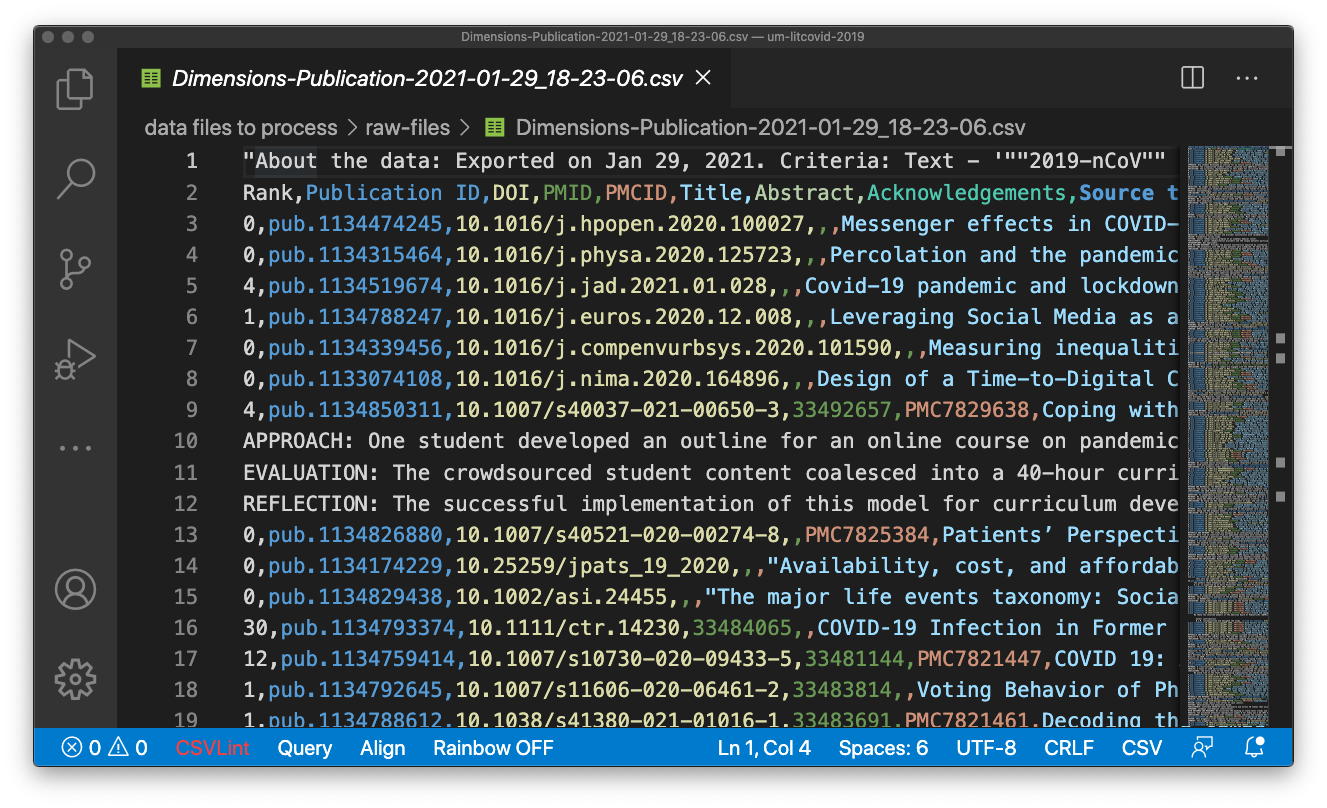 Dimensions-Publication-2021-01-29_18-23-06.csv — um-litcovid-2019
Dimensions-Publication-2021-01-29_18-23-06.csv
data files to process > raw-files > Dimensions-Publication-2021-01-29_18-23-06.csv
1 "About the data: Exported on Jan 29, 2021. Criteria: Text - '""2019-nCoV""
2 Rank,Publication ID,DOI,PMID,PMCID,Title,Abstract,Acknowledgements,Source t
3 0,pub.1134474245,10.1016/j.hpopen.2020.100027,,,Messenger effects in COVID-
4 0,pub.1134315464,10.1016/j.physa.2020.125723,,,Percolation and the pandemic
5 4,pub.1134519674,10.1016/j.jad.2021.01.028,,,Covid-19 pandemic and lockdown
6 1,pub.1134788247,10.1016/j.euros.2020.12.008,,,Leveraging Social Media as a
7 0,pub.1134339456,10.1016/j.compenvurbsys.2020.101590,,,Measuring inequaliti
8 0,pub.1133074108,10.1016/j.nima.2020.164896,,,Design of a Time-to-Digital C
9 4,pub.1134850311,10.1007/s40037-021-00650-3,33492657,PMC7829638,Coping with
10 APPROACH: One student developed an outline for an online course on pandemic
11 EVALUATION: The crowdsourced student content coalesced into a 40-hour curri
12 REFLECTION: The successful implementation of this model for curriculum deve
13 0,pub.1134826880,10.1007/s40521-020-00274-8,,PMC7825384,Patients’ Perspecti
14 0,pub.1134174229,10.25259/jpats_19_2020,,,"Availability, cost, and affordab
15 0,pub.1134829438,10.1002/asi.24455,,,"The major life events taxonomy: Socia
16 30,pub.1134793374,10.1111/ctr.14230,33484065,,COVID-19 Infection in Former
17 12,pub.1134759414,10.1007/s10730-020-09433-5,33481144,PMC7821447,COVID 19:
18 1,pub.1134792645,10.1007/s11606-020-06461-2,33483814,,Voting Behavior of Ph
19 1,pub.1134788612,10.1038/s41380-021-01016-1,33483691,PMC7821461,Decoding th
0 0 CSVLint Query Align Rainbow OFF Ln 1, Col 4 Spaces: 6 UTF-8 CRLF CSV